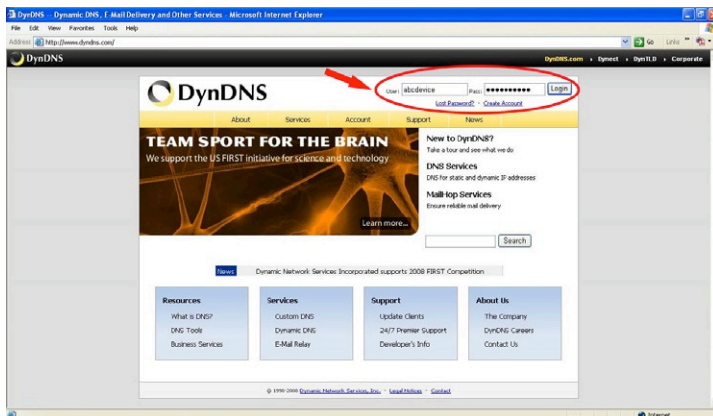 DynDNS -- Dynamic DNS, E-Mail Delivery and Other Services - Microsoft Internet Explorer
File Edit View Favorites Tools Help
Address http://www.dyndns.com/ Go Links »
DynDNS DynDNS.com Dynect DynTLD Corporate
DynDNS User: abcdevice Pass: ●●●●●●●●●● Login
Lost Password? - Create Account
About Services Account Support News
TEAM SPORT FOR THE BRAIN
We support the US FIRST initiative for science and technology
Learn more...
New to DynDNS?
Take a tour and see what we do
DNS Services
DNS for static and dynamic IP addresses
MailHop Services
Ensure reliable mail delivery
Search
News Dynamic Network Services Incorporated supports 2008 FIRST Competition
Resources
What is DNS?
DNS Tools
Business Services
Services
Custom DNS
Dynamic DNS
E-Mail Relay
Support
Update Clients
24/7 Premier Support
Developer's Info
About Us
The Company
DynDNS Careers
Contact Us
© 1998-2008 Dynamic Network Services, Inc. - Legal Notices - Contact
Internet